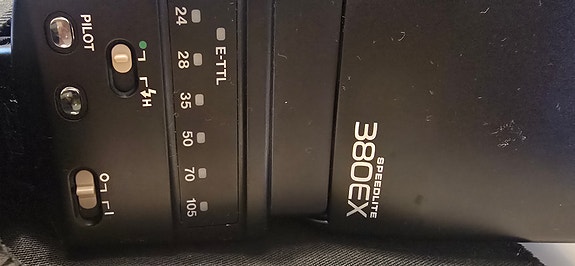 SPEEDLITE
380EX
E-TTL
24 28 35 50 70 105
⚡H
PILOT
O I